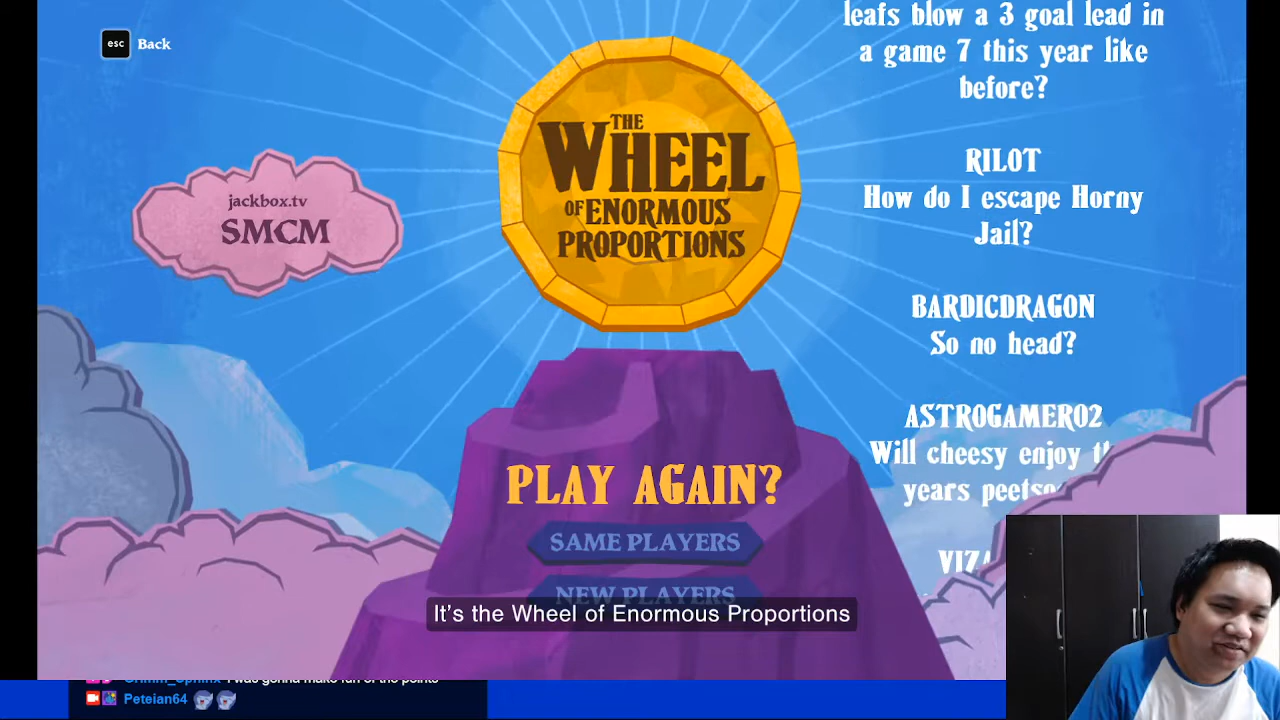 esc Back
jackbox.tv
SMCM
THE
WHEEL
OF ENORMOUS
PROPORTIONS
PLAY AGAIN?
SAME PLAYERS
NEW PLAYERS
It's the Wheel of Enormous Proportions
leafs blow a 3 goal lead in
a game 7 this year like
before?
RILOT
How do I escape Horny
Jail?
BARDICDRAGON
So no head?
ASTROGAMER02
Will cheesy enjoy
years
I was gonna make fun of the points
Peteian64